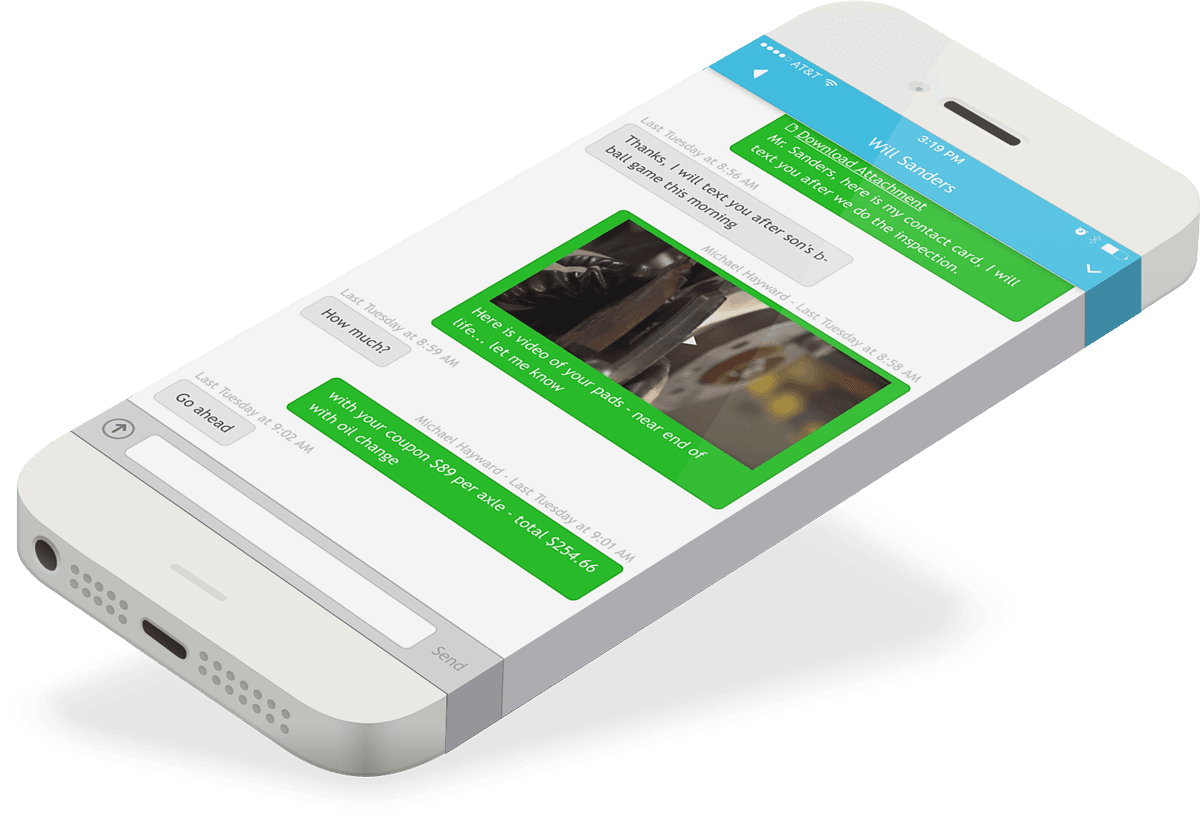 AT&T
3:19 PM
Will Sanders
Download Attachment
Mr. Sanders, here is my contact card, I will
text you after we do the inspection.
Last Tuesday at 8:56 AM
Thanks, I will text you after son's b-
ball game this morning
Michael Hayward - Last Tuesday at 8:58 AM
Here is video of your pads - near end of
life... let me know
Last Tuesday at 8:59 AM
How much?
Michael Hayward - Last Tuesday at 9:01 AM
with your coupon $89 per axle - total $254.66
with oil change
Last Tuesday at 9:02 AM
Go ahead
Send